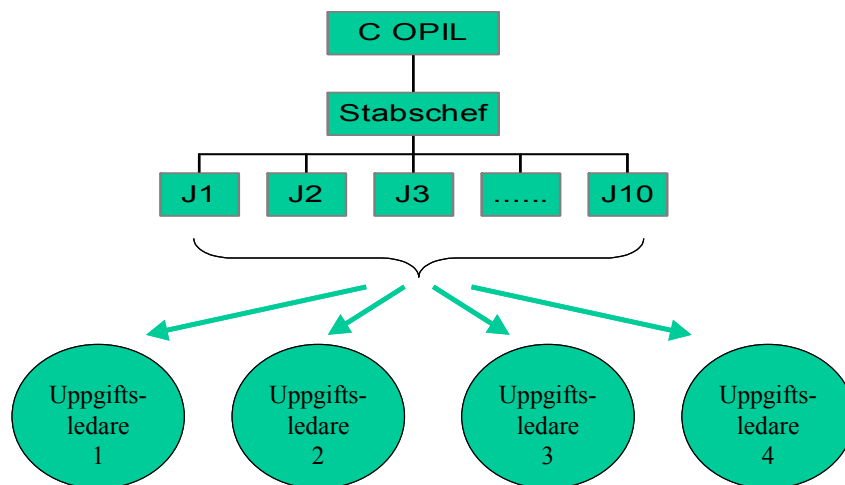 C OPIL
Stabschef
J1 J2 J3 ...... J10
Uppgifts- Uppgifts- Uppgifts- Uppgifts-
ledare ledare ledare ledare
1 2 3 4